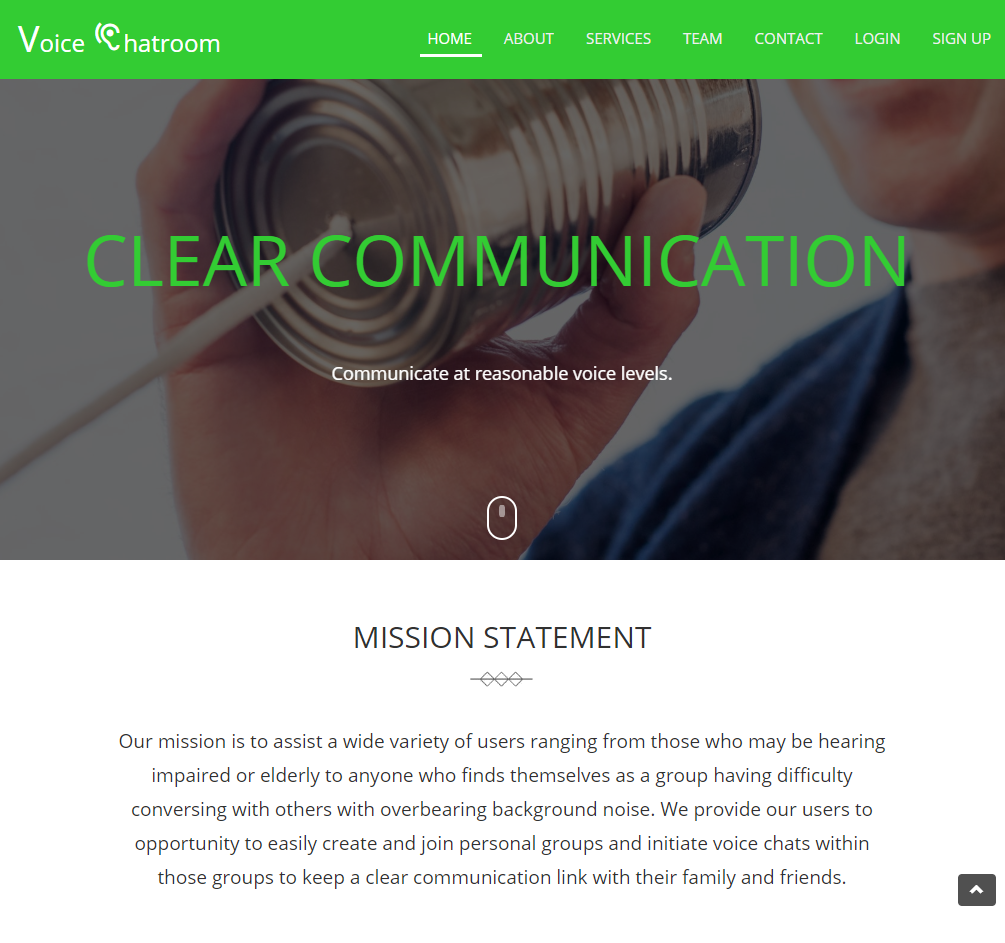 Voice Chatroom
HOME ABOUT SERVICES TEAM CONTACT LOGIN SIGN UP
CLEAR COMMUNICATION
Communicate at reasonable voice levels.
MISSION STATEMENT
Our mission is to assist a wide variety of users ranging from those who may be hearing
impaired or elderly to anyone who finds themselves as a group having difficulty
conversing with others with overbearing background noise. We provide our users to
opportunity to easily create and join personal groups and initiate voice chats within
those groups to keep a clear communication link with their family and friends.